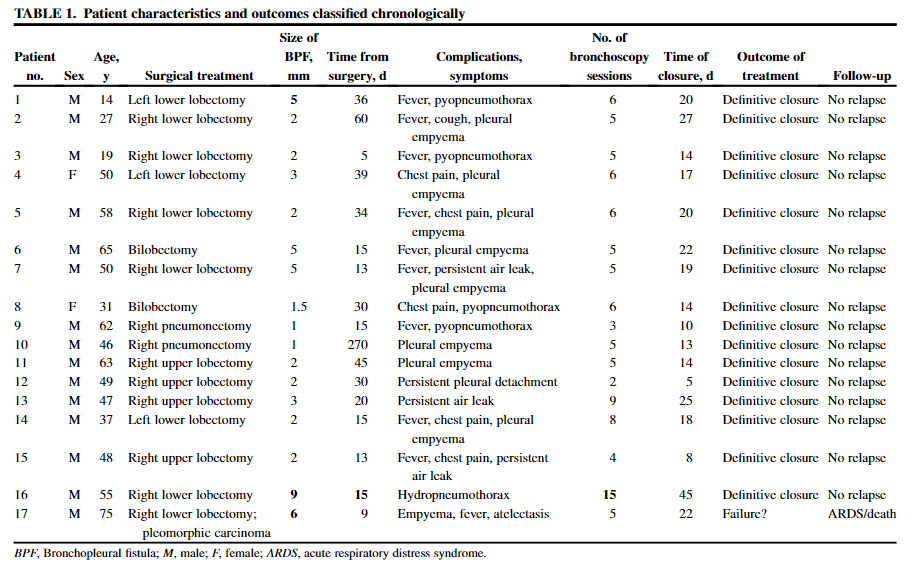 TABLE 1. Patient characteristics and outcomes classified chronologically
Size of No. of
Patient Age, BPF, Time from Complications, bronchoscopy Time of Outcome of
no. Sex y Surgical treatment mm surgery, d symptoms sessions closure, d treatment Follow-up
1 M 14 Left lower lobectomy 5 36 Fever, pyopneumothorax 6 20 Definitive closure No relapse
2 M 27 Right lower lobectomy 2 60 Fever, cough, pleural 5 27 Definitive closure No relapse
empyema
3 M 19 Right lower lobectomy 2 5 Fever, pyopneumothorax 5 14 Definitive closure No relapse
4 F 50 Left lower lobectomy 3 39 Chest pain, pleural 6 17 Definitive closure No relapse
empyema
5 M 58 Right lower lobectomy 2 34 Fever, chest pain, pleural 6 20 Definitive closure No relapse
empyema
6 M 65 Bilobectomy 5 15 Fever, pleural empyema 5 22 Definitive closure No relapse
7 M 50 Right lower lobectomy 5 13 Fever, persistent air leak, 5 19 Definitive closure No relapse
pleural empyema
8 F 31 Bilobectomy 1.5 30 Chest pain, pyopneumothorax 6 14 Definitive closure No relapse
9 M 62 Right pneumonectomy 1 15 Fever, pyopneumothorax 3 10 Definitive closure No relapse
10 M 46 Right pneumonectomy 1 270 Pleural empyema 5 13 Definitive closure No relapse
11 M 63 Right upper lobectomy 2 45 Pleural empyema 5 14 Definitive closure No relapse
12 M 49 Right upper lobectomy 2 30 Persistent pleural detachment 2 5 Definitive closure No relapse
13 M 47 Right upper lobectomy 3 20 Persistent air leak 9 25 Definitive closure No relapse
14 M 37 Left lower lobectomy 2 15 Fever, chest pain, pleural 8 18 Definitive closure No relapse
empyema
15 M 48 Right upper lobectomy 2 13 Fever, chest pain, persistent 4 8 Definitive closure No relapse
air leak
16 M 55 Right lower lobectomy 9 15 Hydropneumothorax 15 45 Definitive closure No relapse
17 M 75 Right lower lobectomy; 6 9 Empyema, fever, atelectasis 5 22 Failure? ARDS/death
pleomorphic carcinoma
BPF, Bronchopleural fistula; M, male; F, female; ARDS, acute respiratory distress syndrome.